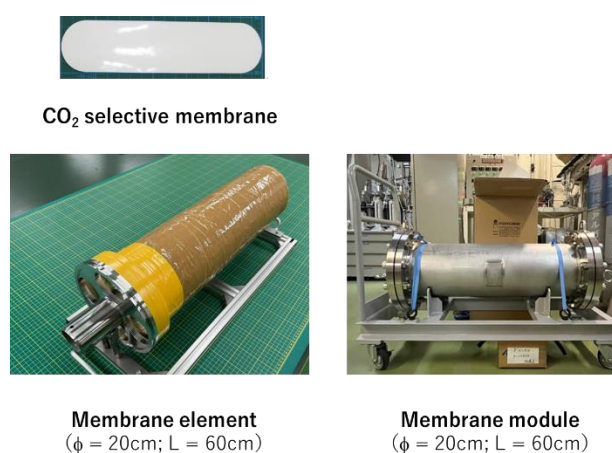 CO₂ selective membrane
Membrane element
(ϕ = 20cm; L = 60cm)
Membrane module
(ϕ = 20cm; L = 60cm)